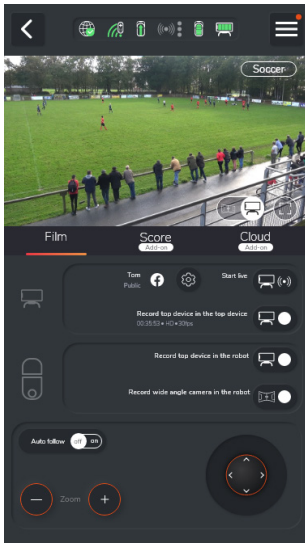 Soccer
Film
Score
Add-on
Cloud
Add-on
Tom
Public
Start live
Record top device in the top device
00:35:53 • HD • 30fps
Record top device in the robot
Record wide angle camera in the robot
Auto follow
off
on
Zoom